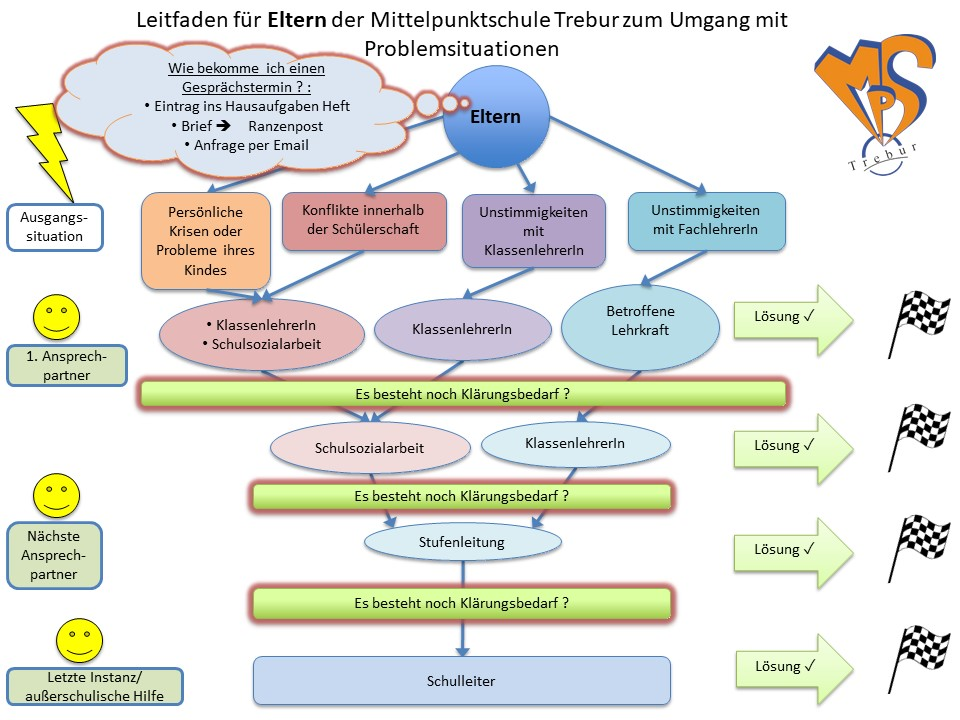 Leitfaden für Eltern der Mittelpunktschule Trebur zum Umgang mit
Problemsituationen
Wie bekomme ich einen
Gesprächstermin ? :
• Eintrag ins Hausaufgaben Heft
• Brief ➔ Ranzenpost
• Anfrage per Email
Eltern
MPS
Trebur
Ausgangs-
situation
Persönliche
Krisen oder
Probleme ihres
Kindes
Konflikte innerhalb
der Schülerschaft
Unstimmigkeiten
mit
KlassenlehrerIn
Unstimmigkeiten
mit FachlehrerIn
1. Ansprech-
partner
• KlassenlehrerIn
• Schulsozialarbeit
KlassenlehrerIn
Betroffene
Lehrkraft
Lösung ✓
Es besteht noch Klärungsbedarf ?
Schulsozialarbeit
KlassenlehrerIn
Lösung ✓
Es besteht noch Klärungsbedarf ?
Nächste
Ansprech-
partner
Stufenleitung
Lösung ✓
Es besteht noch Klärungsbedarf ?
Letzte Instanz/
außerschulische Hilfe
Schulleiter
Lösung ✓